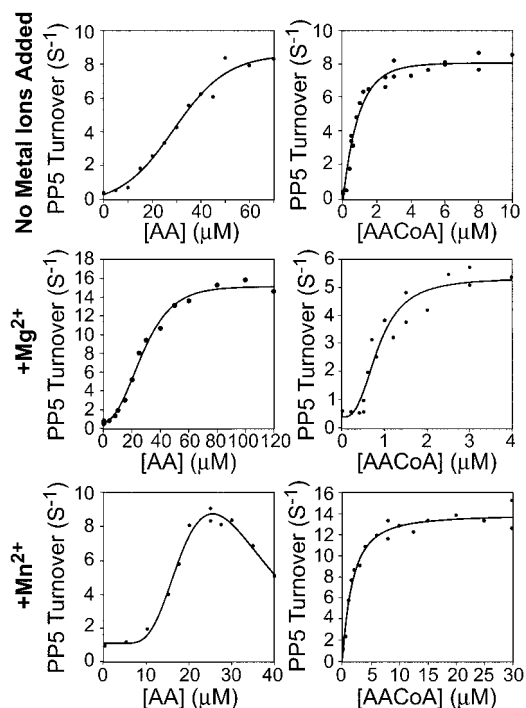 No Metal Ions Added
PP5 Turnover (S-1)
10
8
6
4
2
0
0 20 40 60
[AA] (μM)
PP5 Turnover (S-1)
10
8
6
4
2
0
0 2 4 6 8 10
[AACoA] (μM)
+Mg2+
PP5 Turnover (S-1)
18
16
14
12
10
8
6
4
2
0
0 20 40 60 80 100 120
[AA] (μM)
PP5 Turnover (S-1)
6
5
4
3
2
1
0
0 1 2 3 4
[AACoA] (μM)
+Mn2+
PP5 Turnover (S-1)
10
8
6
4
2
0
0 10 20 30 40
[AA] (μM)
PP5 Turnover (S-1)
16
14
12
10
8
6
4
2
0
0 5 10 15 20 25 30
[AACoA] (μM)